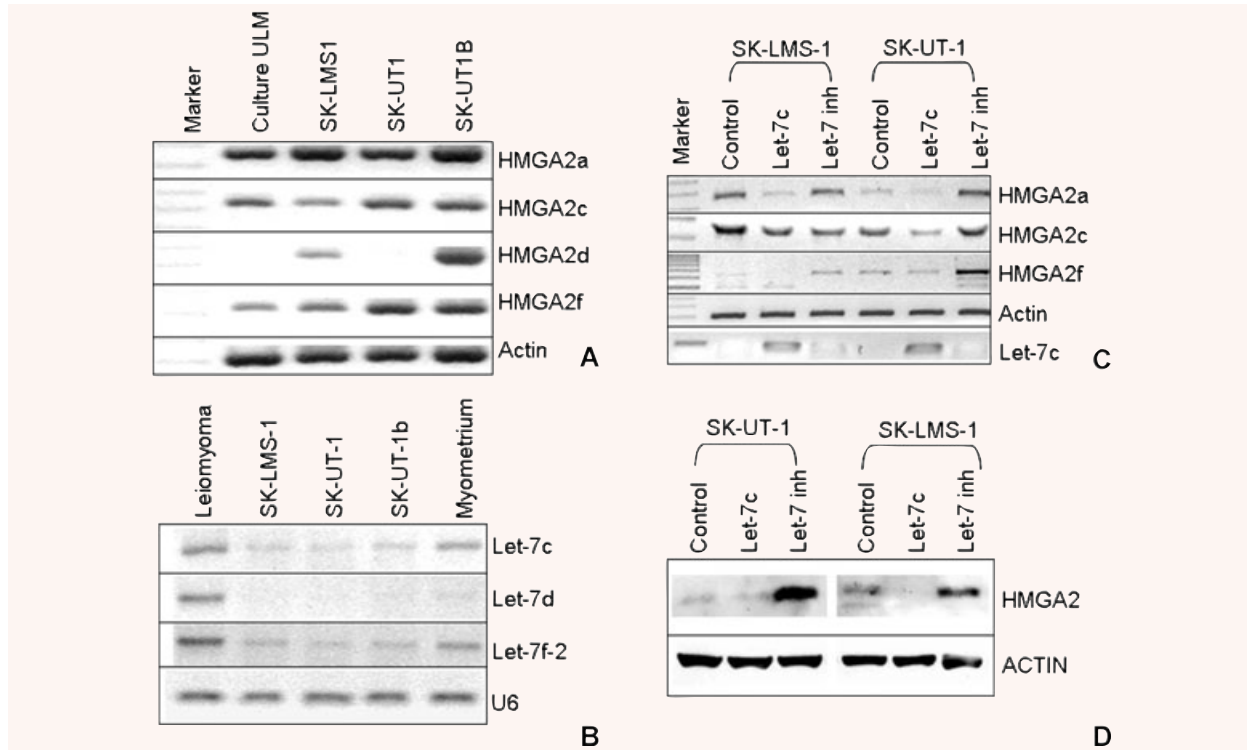 Marker
Culture ULM
SK-LMS1
SK-UT1
SK-UT1B
HMGA2a
HMGA2c
HMGA2d
HMGA2f
Actin
A
Leiomyoma
SK-LMS-1
SK-UT-1
SK-UT-1b
Myometrium
Let-7c
Let-7d
Let-7f-2
U6
B
SK-LMS-1 SK-UT-1
Marker
Control
Let-7c
Let-7 inh
Control
Let-7c
Let-7 inh
HMGA2a
HMGA2c
HMGA2f
Actin
Let-7c
C
SK-UT-1 SK-LMS-1
Control
Let-7c
Let-7 inh
Control
Let-7c
Let-7 inh
HMGA2
ACTIN
D